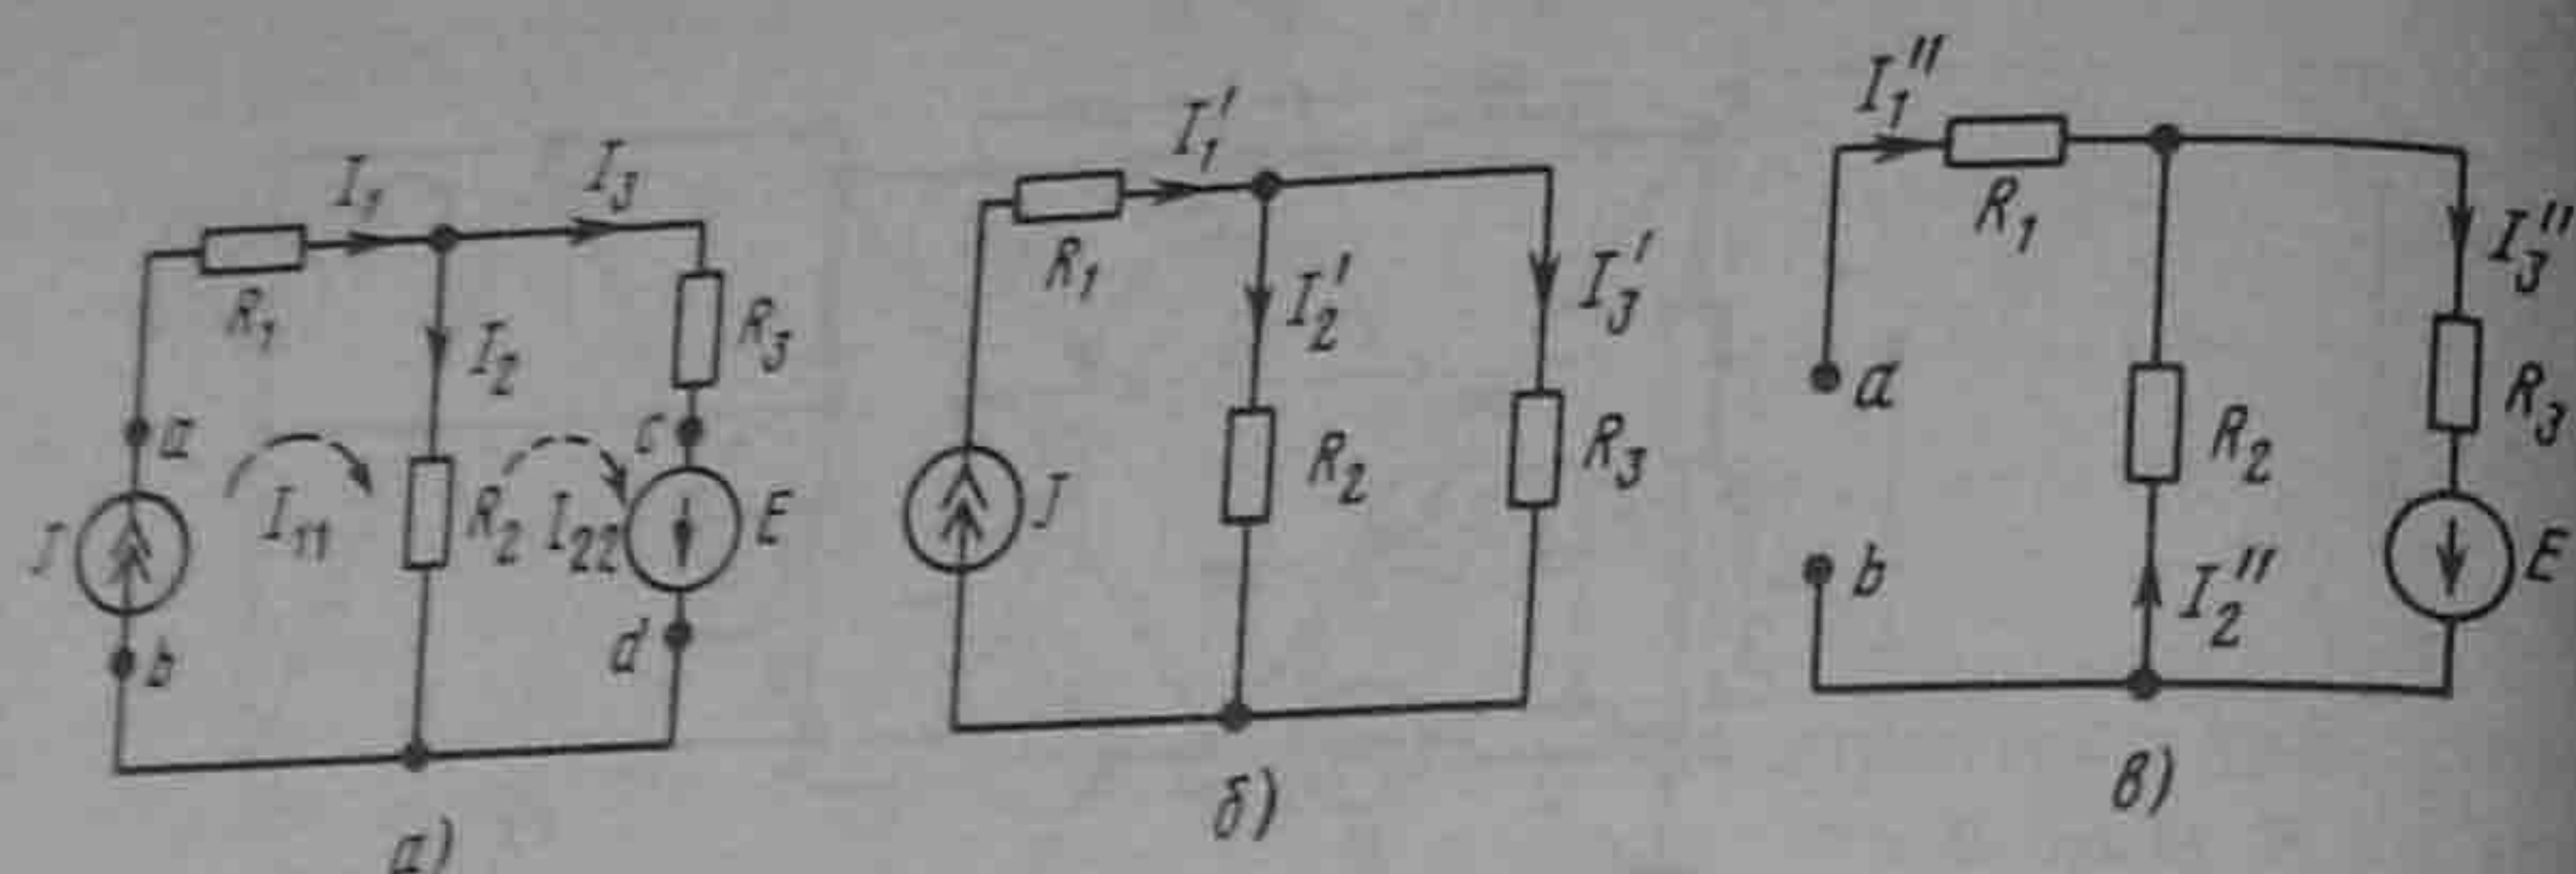 I₁ I₃
R₁ I₂ R₃
a c
J I₁₁ R₂ I₂₂ E
b d
а)
I₁′
R₁ I₂′ I₃′
J R₂ R₃
б)
I₁″
R₁ I₃″
a R₂ R₃
b I₂″ E
в)